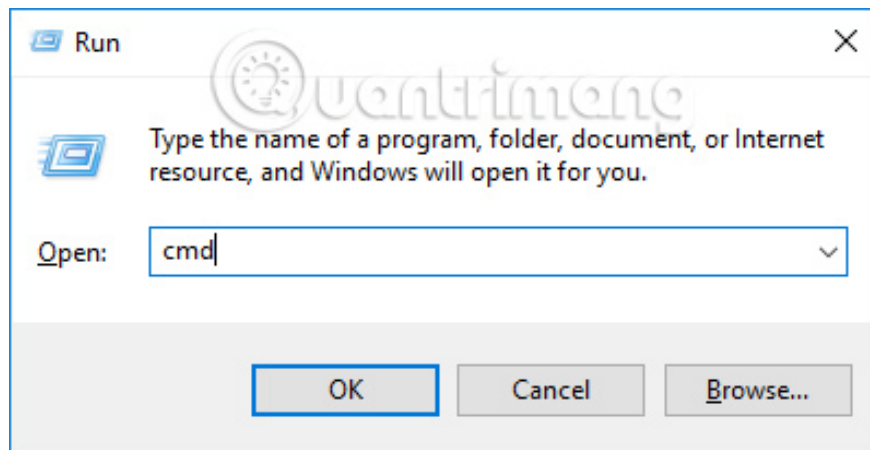 Run
Quantrimang
Type the name of a program, folder, document, or Internet
resource, and Windows will open it for you.
Open: cmd
OK Cancel Browse...